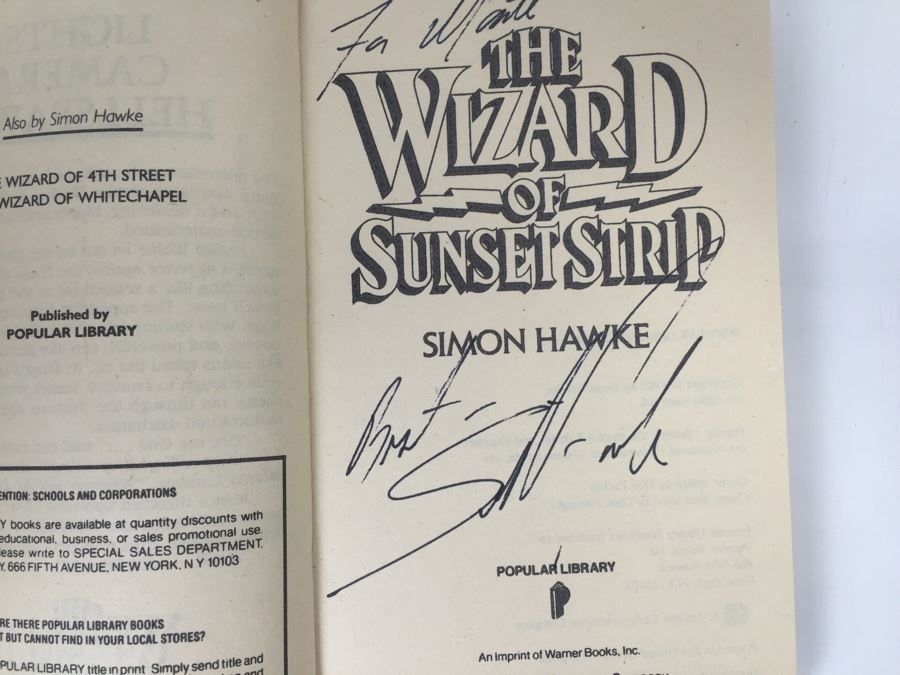 Also by Simon Hawke
WIZARD OF 4TH STREET
WIZARD OF WHITECHAPEL
Published by
POPULAR LIBRARY
ENTION: SCHOOLS AND CORPORATIONS
Y books are available at quantity discounts with
educational, business, or sales promotional use.
ease write to SPECIAL SALES DEPARTMENT.
Y, 666 FIFTH AVENUE, NEW YORK, N Y 10103
RE THERE POPULAR LIBRARY BOOKS
T BUT CANNOT FIND IN YOUR LOCAL STORES?
PULAR LIBRARY title in print Simply send title and
For
THE
WIZARD
OF
SUNSET STRIP
SIMON HAWKE
Best
POPULAR LIBRARY
An Imprint of Warner Books, Inc.